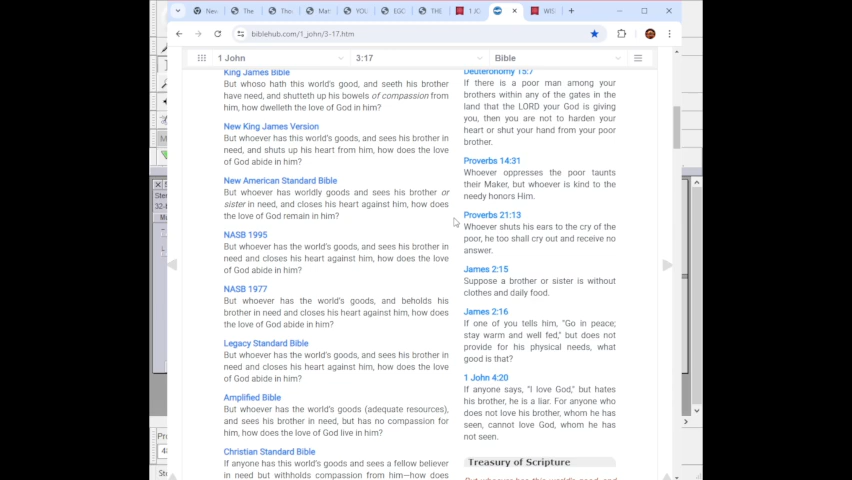 New
The
Tho
Mat
YOU
EGC
THE
1 JC
WIS
biblehub.com/1_john/3-17.htm
1 John
3:17
Bible
King James Bible
But whoso hath this world's good, and seeth his brother
have need, and shutteth up his bowels of compassion from
him, how dwelleth the love of God in him?
New King James Version
But whoever has this world's goods, and sees his brother in
need, and shuts up his heart from him, how does the love
of God abide in him?
New American Standard Bible
But whoever has worldly goods and sees his brother or
sister in need, and closes his heart against him, how does
the love of God remain in him?
NASB 1995
But whoever has the world's goods, and sees his brother in
need and closes his heart against him, how does the love
of God abide in him?
NASB 1977
But whoever has the world's goods, and beholds his
brother in need and closes his heart against him, how does
the love of God abide in him?
Legacy Standard Bible
But whoever has the world's goods, and sees his brother in
need and closes his heart against him, how does the love
of God abide in him?
Amplified Bible
But whoever has the world's goods (adequate resources),
and sees his brother in need, but has no compassion for
him, how does the love of God live in him?
Christian Standard Bible
If anyone has this world's goods and sees a fellow believer
in need but withholds compassion from him—how does
Deuteronomy 15:7
If there is a poor man among your
brothers within any of the gates in the
land that the LORD your God is giving
you, then you are not to harden your
heart or shut your hand from your poor
brother.
Proverbs 14:31
Whoever oppresses the poor taunts
their Maker, but whoever is kind to the
needy honors Him.
Proverbs 21:13
Whoever shuts his ears to the cry of the
poor, he too shall cry out and receive no
answer.
James 2:15
Suppose a brother or sister is without
clothes and daily food.
James 2:16
If one of you tells him, "Go in peace;
stay warm and well fed," but does not
provide for his physical needs, what
good is that?
1 John 4:20
If anyone says, "I love God," but hates
his brother, he is a liar. For anyone who
does not love his brother, whom he has
seen, cannot love God, whom he has
not seen.
Treasury of Scripture
But whoever has this world's good, and